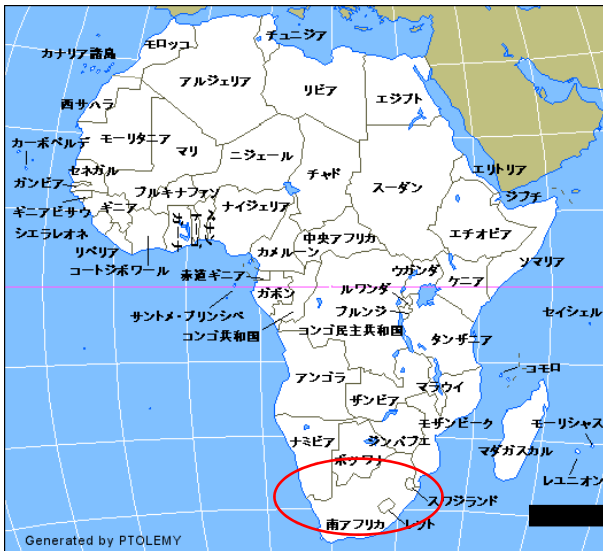 チュニジア
モロッコ
カナリア諸島
アルジェリア
リビア
エジプト
西サハラ
カーボベルデ
モーリタニア
マリ
ニジェール
チャド
スーダン
エリトリア
セネガル
ガンビア
ブルキナファソ
ジブチ
ギニアビサウ
ギニア
ナイジェリア
ベナン
トーゴ
ガーナ
シエラレオネ
エチオピア
リベリア
中央アフリカ
コートジボワール
カメルーン
ソマリア
赤道ギニア
ウガンダ
ケニア
ガボン
ルワンダ
サントメ・プリンシペ
ブルンジ
セイシェル
コンゴ共和国
コンゴ民主共和国
タンザニア
コモロ
アンゴラ
マラウイ
ザンビア
モザンビーク
モーリシャス
ナミビア
ジンバブエ
マダガスカル
ボツワナ
レユニオン
スワジランド
南アフリカ
レソト
Generated by PTOLEMY